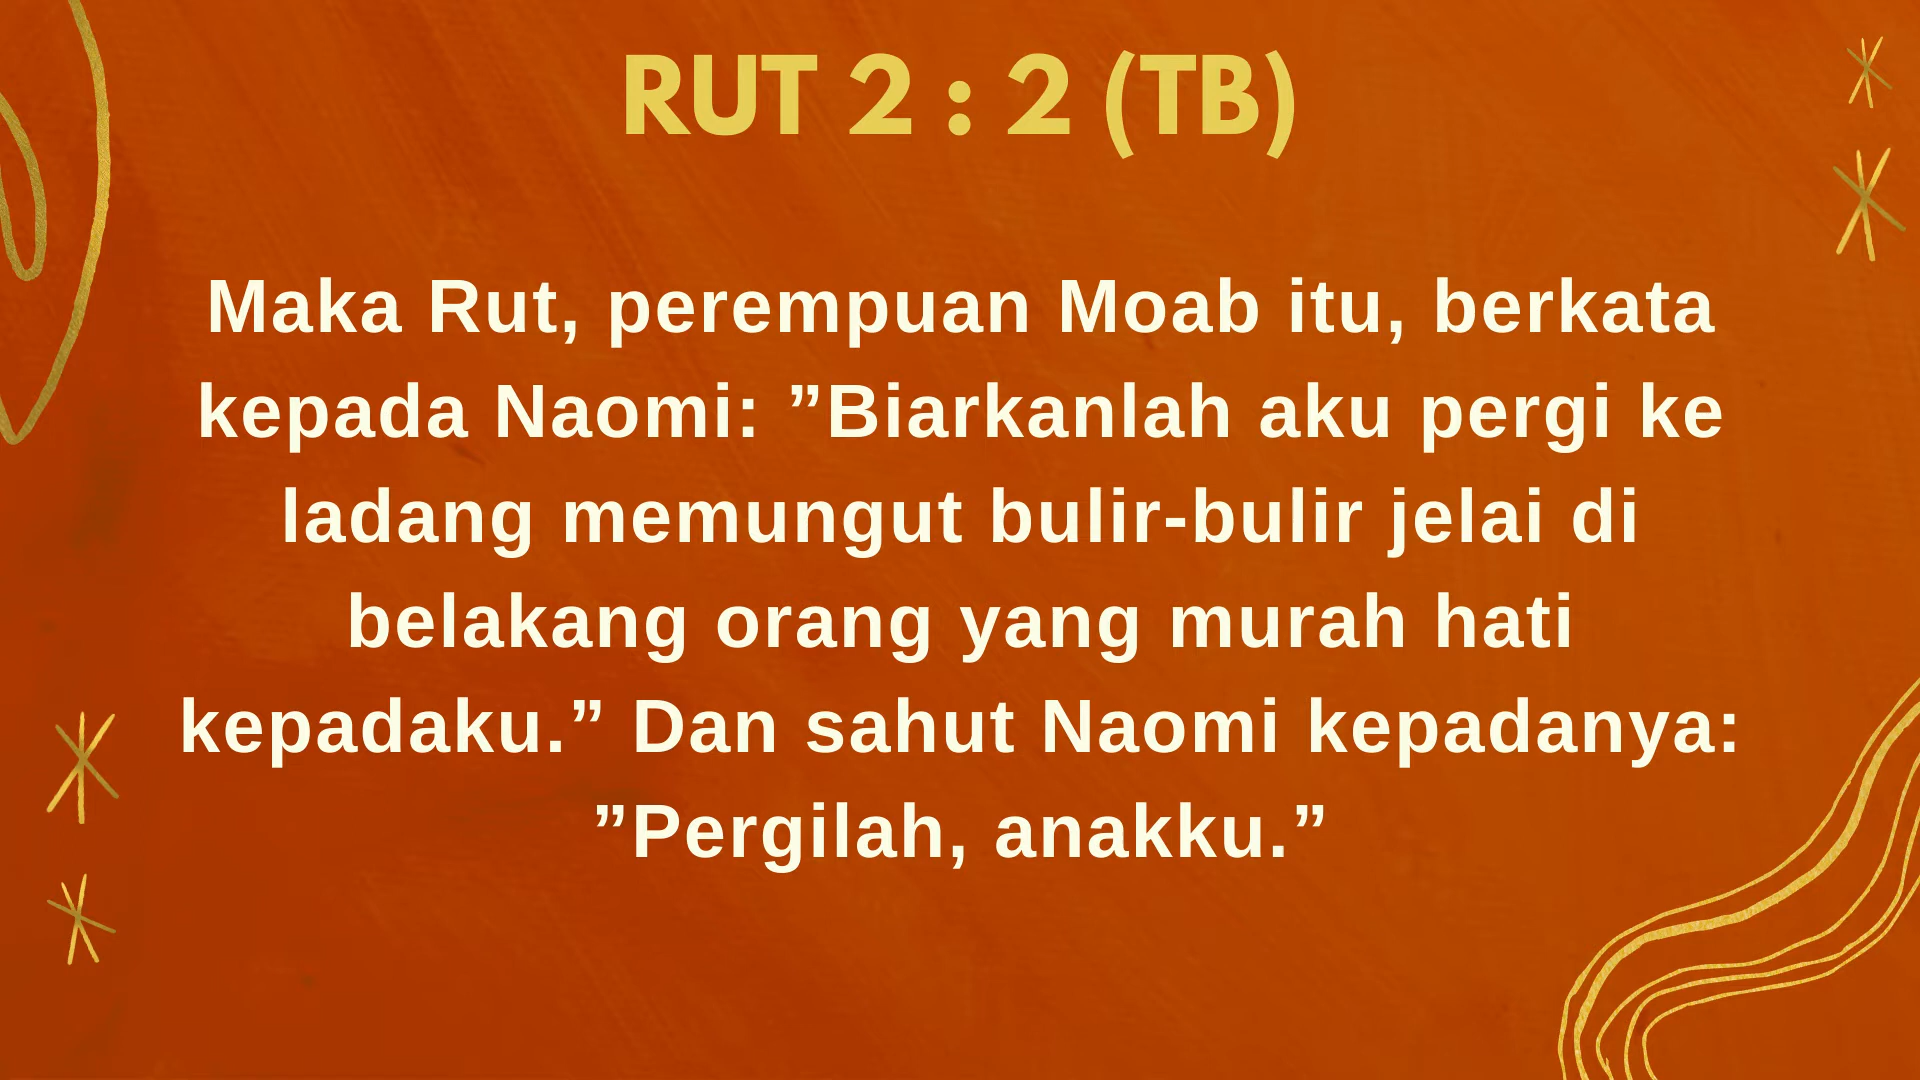 RUT 2 : 2 (TB)
Maka Rut, perempuan Moab itu, berkata
kepada Naomi: ”Biarkanlah aku pergi ke
ladang memungut bulir-bulir jelai di
belakang orang yang murah hati
kepadaku.” Dan sahut Naomi kepadanya:
”Pergilah, anakku.”